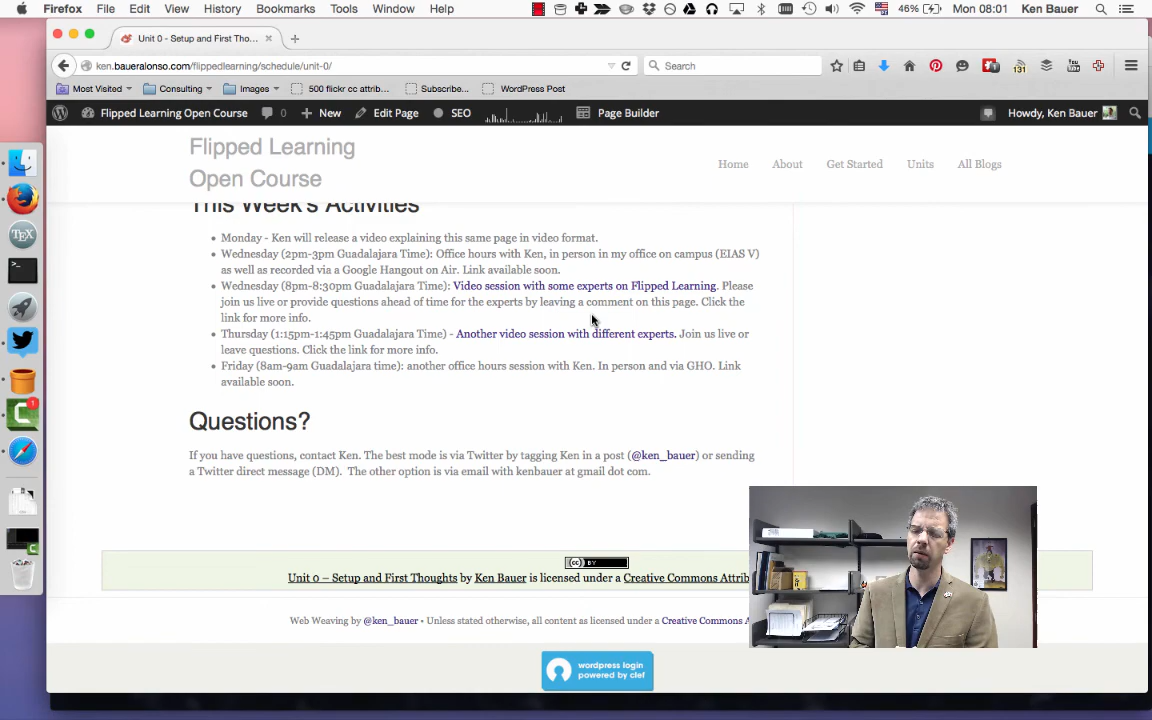 Firefox File Edit View History Bookmarks Tools Window Help 46% Mon 08:01 Ken Bauer
Unit 0 - Setup and First Tho...
ken.baueralonso.com/flippedlearning/schedule/unit-0/ Search 131 You Tube
Most Visited Consulting Images 500 flickr cc attrib... Subscribe... WordPress Post
Flipped Learning Open Course 0 New Edit Page SEO Page Builder Howdy, Ken Bauer
Flipped Learning
Open Course
Home About Get Started Units All Blogs
This Week's Activities
Monday - Ken will release a video explaining this same page in video format.
Wednesday (2pm-3pm Guadalajara Time): Office hours with Ken, in person in my office on campus (EIAS V)
as well as recorded via a Google Hangout on Air. Link available soon.
Wednesday (8pm-8:30pm Guadalajara Time): Video session with some experts on Flipped Learning. Please
join us live or provide questions ahead of time for the experts by leaving a comment on this page. Click the
link for more info.
Thursday (1:15pm-1:45pm Guadalajara Time) - Another video session with different experts. Join us live or
leave questions. Click the link for more info.
Friday (8am-9am Guadalajara time): another office hours session with Ken. In person and via GHO. Link
available soon.
Questions?
If you have questions, contact Ken. The best mode is via Twitter by tagging Ken in a post (@ken_bauer) or sending
a Twitter direct message (DM). The other option is via email with kenbauer at gmail dot com.
TEX
1
cc BY
Unit 0 – Setup and First Thoughts by Ken Bauer is licensed under a Creative Commons Attrib
Web Weaving by @ken_bauer • Unless stated otherwise, all content as licensed under a Creative Commons A
wordpress login
powered by clef